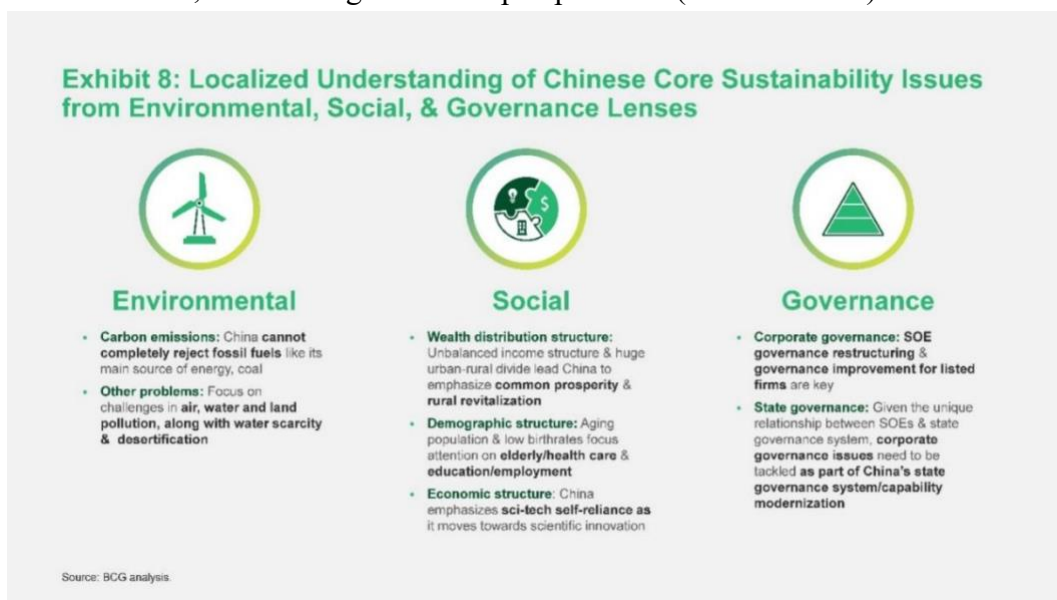 Exhibit 8: Localized Understanding of Chinese Core Sustainability Issues
from Environmental, Social, & Governance Lenses
$
Environmental
• Carbon emissions: China cannot
completely reject fossil fuels like its
main source of energy, coal
• Other problems: Focus on
challenges in air, water and land
pollution, along with water scarcity
& desertification
Social
• Wealth distribution structure:
Unbalanced income structure & huge
urban-rural divide lead China to
emphasize common prosperity &
rural revitalization
• Demographic structure: Aging
population & low birthrates focus
attention on elderly/health care &
education/employment
• Economic structure: China
emphasizes sci-tech self-reliance as
it moves towards scientific innovation
Governance
• Corporate governance: SOE
governance restructuring &
governance improvement for listed
firms are key
• State governance: Given the unique
relationship between SOEs & state
governance system, corporate
governance issues need to be
tackled as part of China's state
governance system/capability
modernization
Source: BCG analysis.